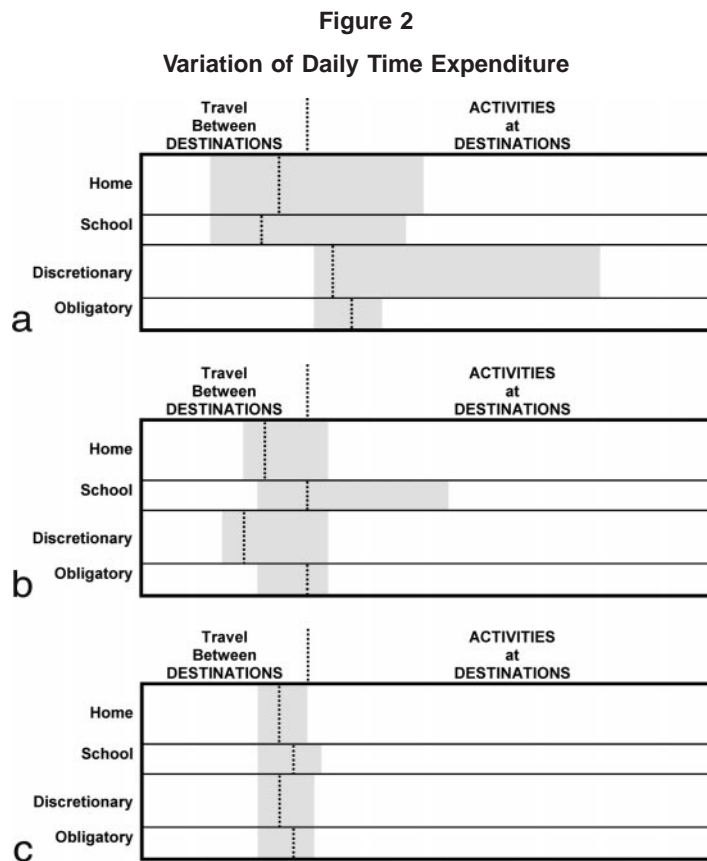 Figure 2
Variation of Daily Time Expenditure
Travel
Between
DESTINATIONS
ACTIVITIES
at
DESTINATIONS
Home
School
Discretionary
Obligatory
a
Travel
Between
DESTINATIONS
ACTIVITIES
at
DESTINATIONS
Home
School
Discretionary
Obligatory
b
Travel
Between
DESTINATIONS
ACTIVITIES
at
DESTINATIONS
Home
School
Discretionary
Obligatory
c